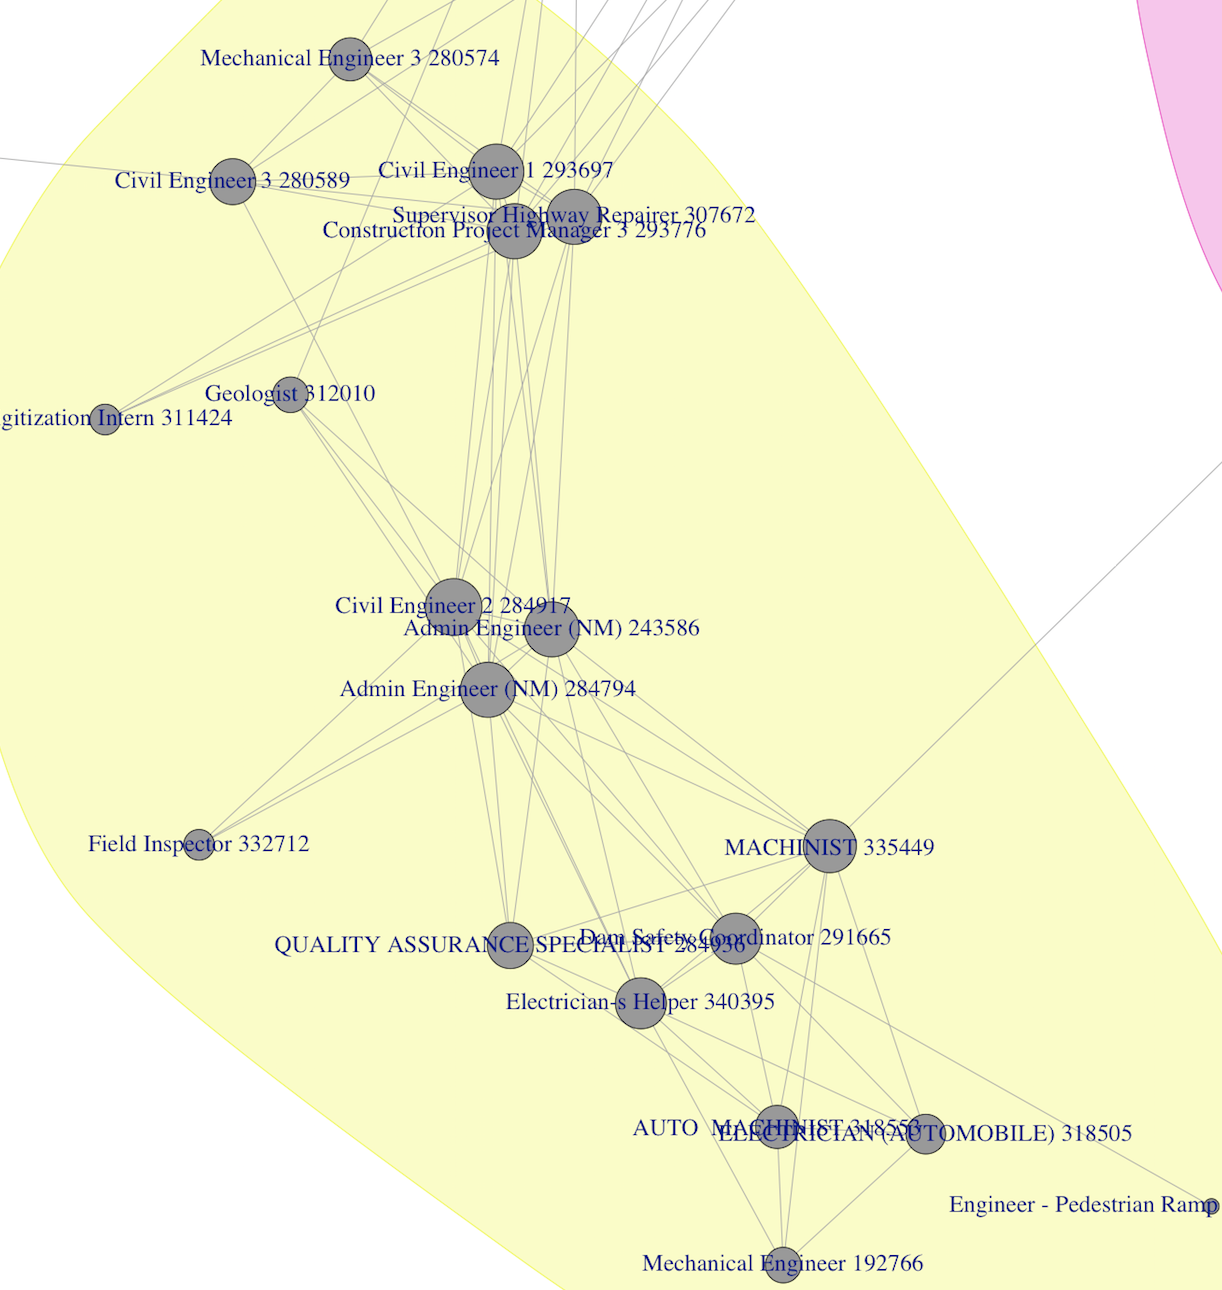 Mechanical Engineer 3 280574
Civil Engineer 1 293697
Civil Engineer 3 280589
Supervisor Highway Repairer 307672
Construction Project Manager 3 293776
Geologist 312010
gitization Intern 311424
Civil Engineer 2 284917
Admin Engineer (NM) 243586
Admin Engineer (NM) 284794
Field Inspector 332712
MACHINIST 335449
Dam Safety Coordinator 291665
QUALITY ASSURANCE SPECIALIST 284936
Electrician-s Helper 340395
AUTO MACHINIST 318553
ELECTRICIAN (AUTOMOBILE) 318505
Engineer - Pedestrian Ramp
Mechanical Engineer 192766